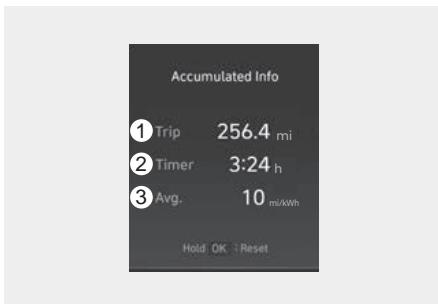 Accumulated Info
1 Trip 256.4 mi
2 Timer 3:24 h
3 Avg. 10 mi/kWh
Hold OK : Reset